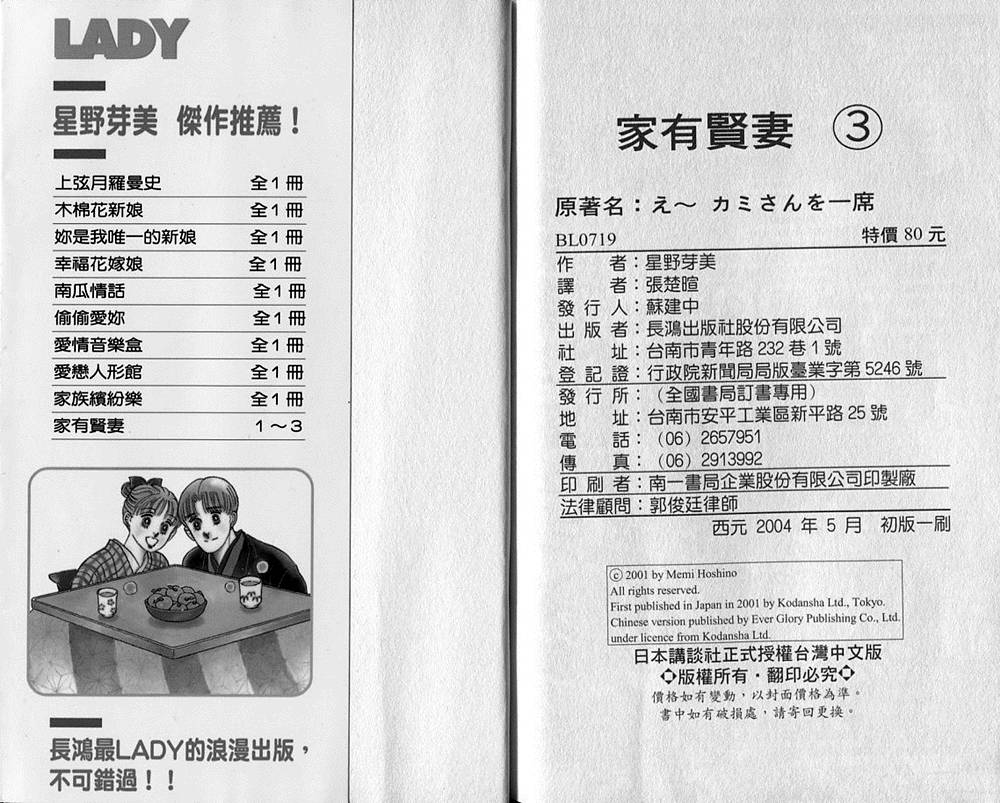 LADY
星野芽美 傑作推薦！
上弦月羅曼史 全1冊
木棉花新娘 全1冊
妳是我唯一的新娘 全1冊
幸福花嫁娘 全1冊
南瓜情話 全1冊
偷偷愛妳 全1冊
愛情音樂盒 全1冊
愛戀人形館 全1冊
家族繽紛樂 全1冊
家有賢妻 1～3
長鴻最LADY的浪漫出版，
不可錯過！！
家有賢妻 ③
原著名：え～ カミさんを一席
BL0719 特價 80 元
作者：星野芽美
譯者：張楚暄
發行人：蘇建中
出版者：長鴻出版社股份有限公司
社址：台南市青年路 232 巷 1 號
登記證：行政院新聞局局版臺業字第 5246 號
發行所：（全國書局訂書專用）
地址：台南市安平工業區新平路 25 號
電話：（06）2657951
傳真：（06）2913992
印刷者：南一書局企業股份有限公司印製廠
法律顧問：郭俊廷律師
西元 2004 年 5 月 初版一刷
© 2001 by Memi Hoshino
All rights reserved.
First published in Japan in 2001 by Kodansha Ltd., Tokyo.
Chinese version published by Ever Glory Publishing Co., Ltd.
under licence from Kodansha Ltd.
日本講談社正式授權台灣中文版
版權所有・翻印必究
價格如有變動，以封面價格為準。
書中如有破損處，請寄回更換。